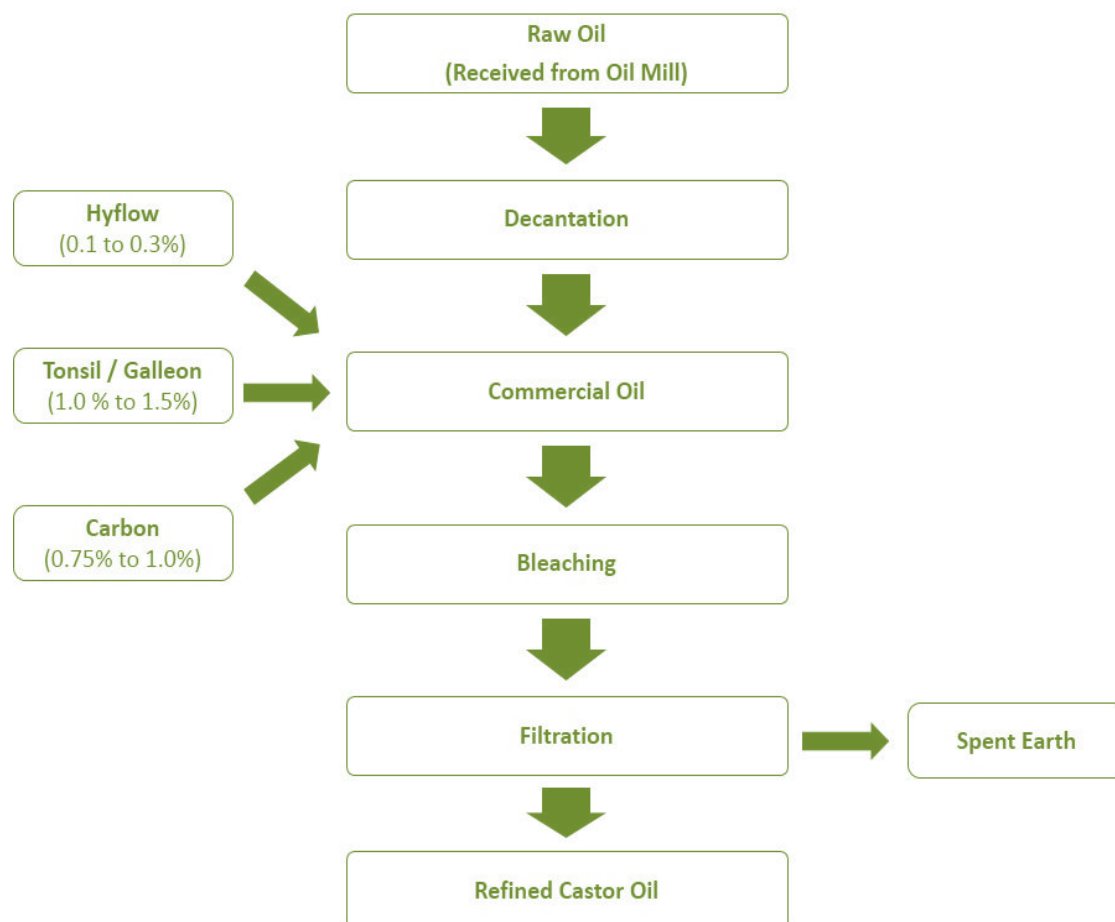 Raw Oil
(Received from Oil Mill)
Decantation
Hyflow
(0.1 to 0.3%)
Tonsil / Galleon
(1.0 % to 1.5%)
Commercial Oil
Carbon
(0.75% to 1.0%)
Bleaching
Filtration
Spent Earth
Refined Castor Oil